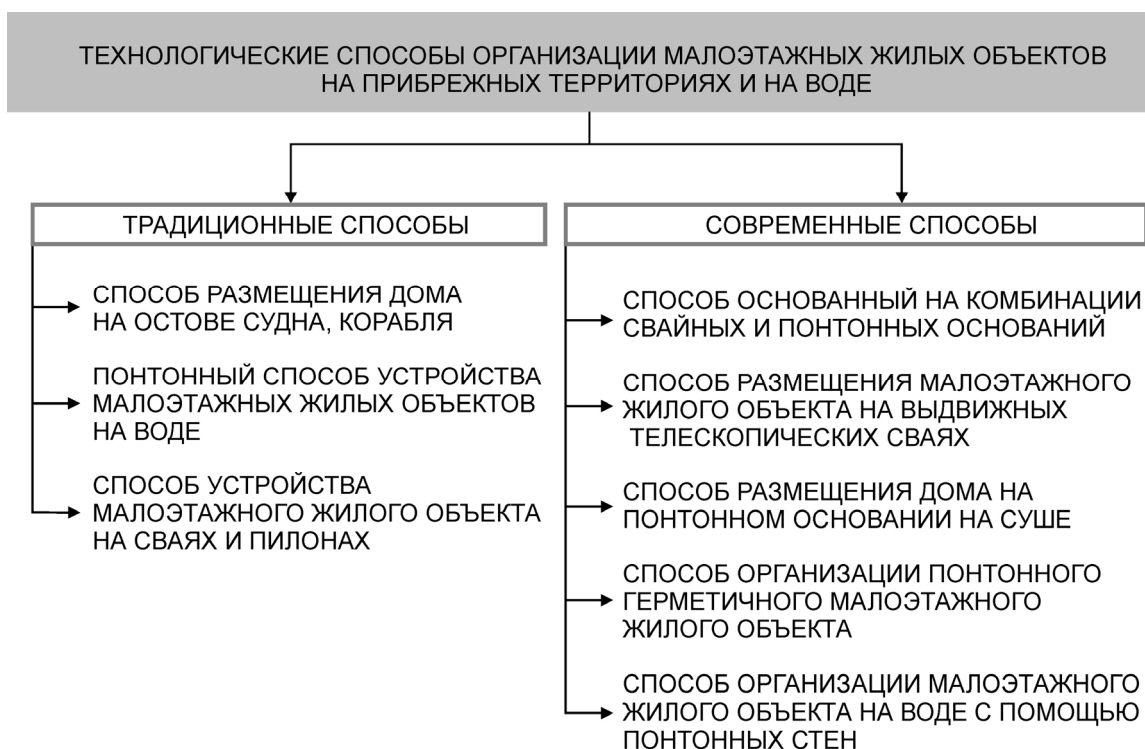 ТЕХНОЛОГИЧЕСКИЕ СПОСОБЫ ОРГАНИЗАЦИИ МАЛОЭТАЖНЫХ ЖИЛЫХ ОБЪЕКТОВ
НА ПРИБРЕЖНЫХ ТЕРРИТОРИЯХ И НА ВОДЕ
ТРАДИЦИОННЫЕ СПОСОБЫ
СПОСОБ РАЗМЕЩЕНИЯ ДОМА
НА ОСТОВЕ СУДНА, КОРАБЛЯ
ПОНТОННЫЙ СПОСОБ УСТРОЙСТВА
МАЛОЭТАЖНЫХ ЖИЛЫХ ОБЪЕКТОВ
НА ВОДЕ
СПОСОБ УСТРОЙСТВА
МАЛОЭТАЖНОГО ЖИЛОГО ОБЪЕКТА
НА СВАЯХ И ПИЛОНАХ
СОВРЕМЕННЫЕ СПОСОБЫ
СПОСОБ ОСНОВАННЫЙ НА КОМБИНАЦИИ
СВАЙНЫХ И ПОНТОННЫХ ОСНОВАНИЙ
СПОСОБ РАЗМЕЩЕНИЯ МАЛОЭТАЖНОГО
ЖИЛОГО ОБЪЕКТА НА ВЫДВИЖНЫХ
ТЕЛЕСКОПИЧЕСКИХ СВАЯХ
СПОСОБ РАЗМЕЩЕНИЯ ДОМА НА
ПОНТОННОМ ОСНОВАНИИ НА СУШЕ
СПОСОБ ОРГАНИЗАЦИИ ПОНТОННОГО
ГЕРМЕТИЧНОГО МАЛОЭТАЖНОГО
ЖИЛОГО ОБЪЕКТА
СПОСОБ ОРГАНИЗАЦИИ МАЛОЭТАЖНОГО
ЖИЛОГО ОБЪЕКТА НА ВОДЕ С ПОМОЩЬЮ
ПОНТОННЫХ СТЕН